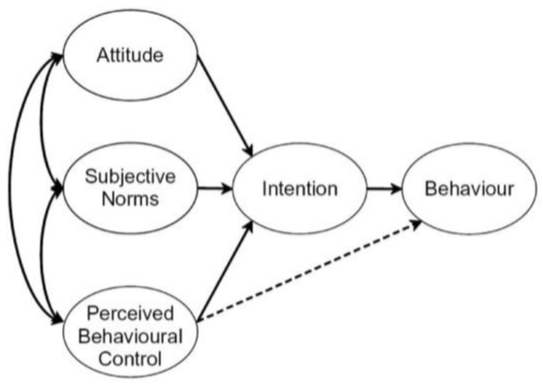 Attitude
Subjective
Norms
Intention
Behaviour
Perceived
Behavioural
Control